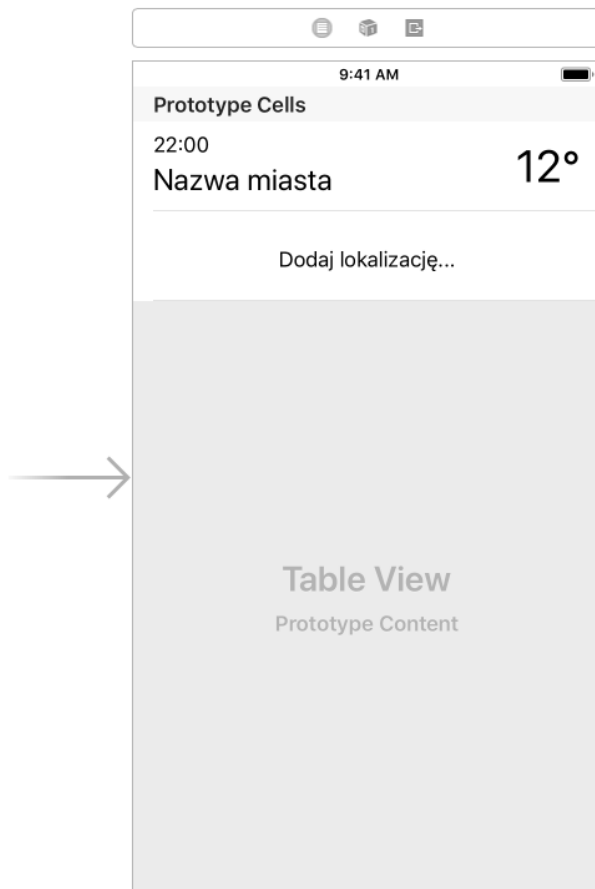 9:41 AM
Prototype Cells
22:00
Nazwa miasta
12°
Dodaj lokalizację...
Table View
Prototype Content